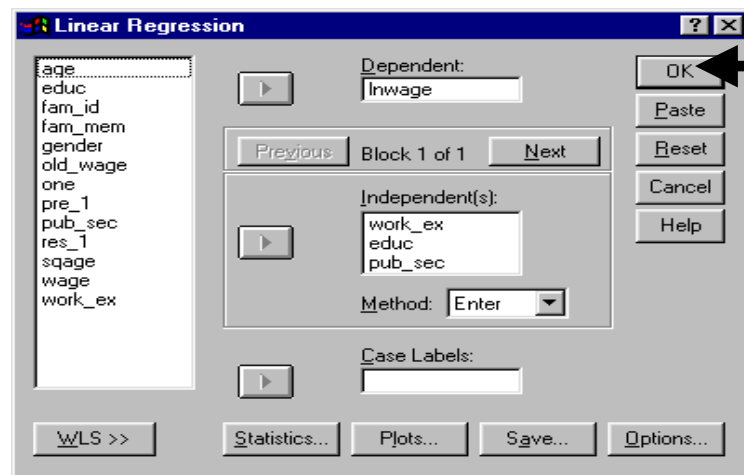 Linear Regression
age
educ
fam_id
fam_mem
gender
old_wage
one
pre_1
pub_sec
res_1
sqage
wage
work_ex
Dependent:
lnwage
Previous Block 1 of 1 Next
Independent(s):
work_ex
educ
pub_sec
Method: Enter
Case Labels:
OK
Paste
Reset
Cancel
Help
WLS >> Statistics... Plots... Save... Options...